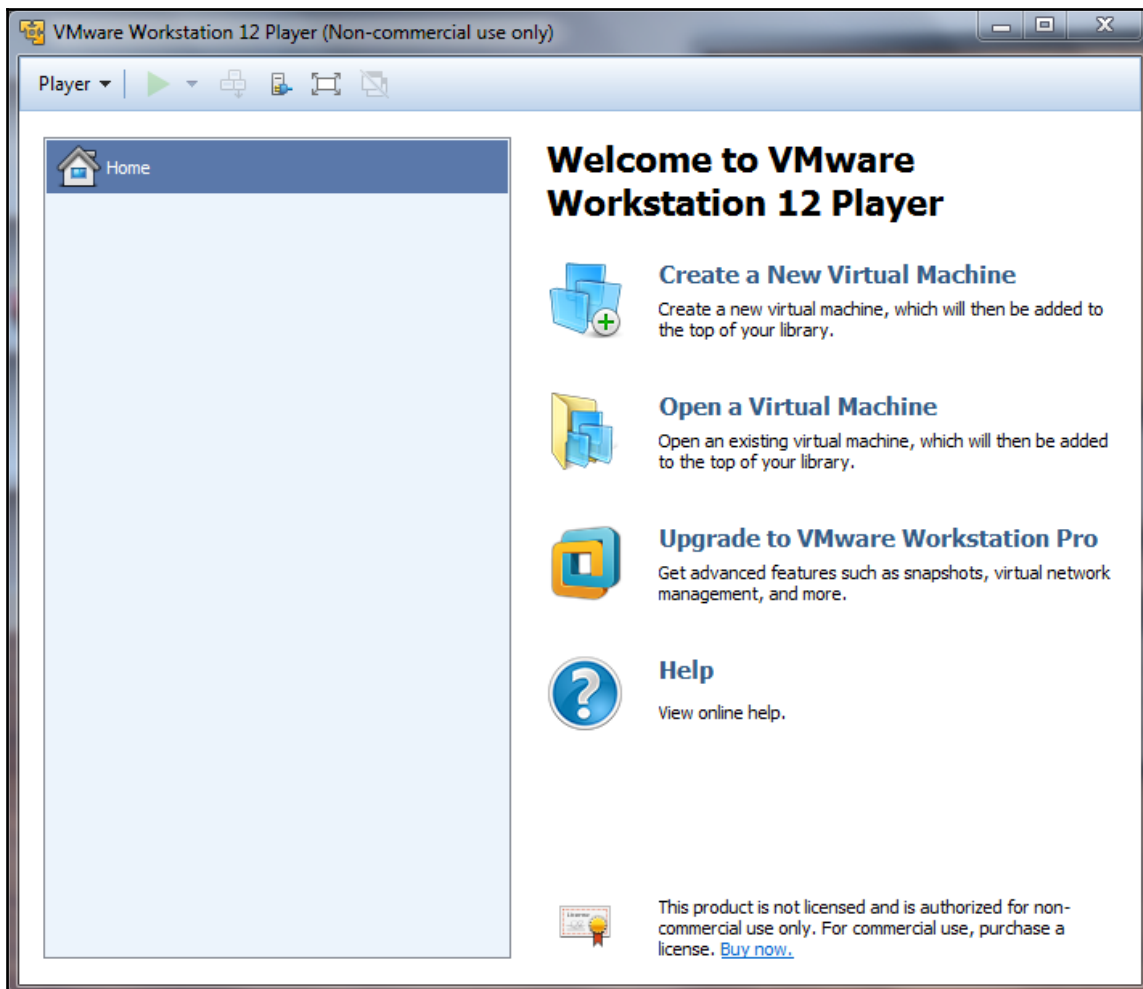 VMware Workstation 12 Player (Non-commercial use only)
Player
Home
Welcome to VMware
Workstation 12 Player
Create a New Virtual Machine
Create a new virtual machine, which will then be added to
the top of your library.
Open a Virtual Machine
Open an existing virtual machine, which will then be added
to the top of your library.
Upgrade to VMware Workstation Pro
Get advanced features such as snapshots, virtual network
management, and more.
Help
View online help.
This product is not licensed and is authorized for non-
commercial use only. For commercial use, purchase a
license. Buy now.